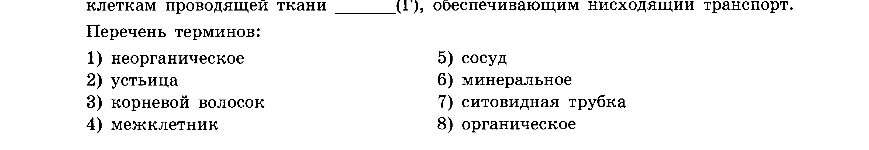 клеткам проводящей ткани ______(Г), обеспечивающим нисходящий транспорт.
Перечень терминов:
1) неорганическое
2) устьица
3) корневой волосок
4) межклетник
5) сосуд
6) минеральное
7) ситовидная трубка
8) органическое